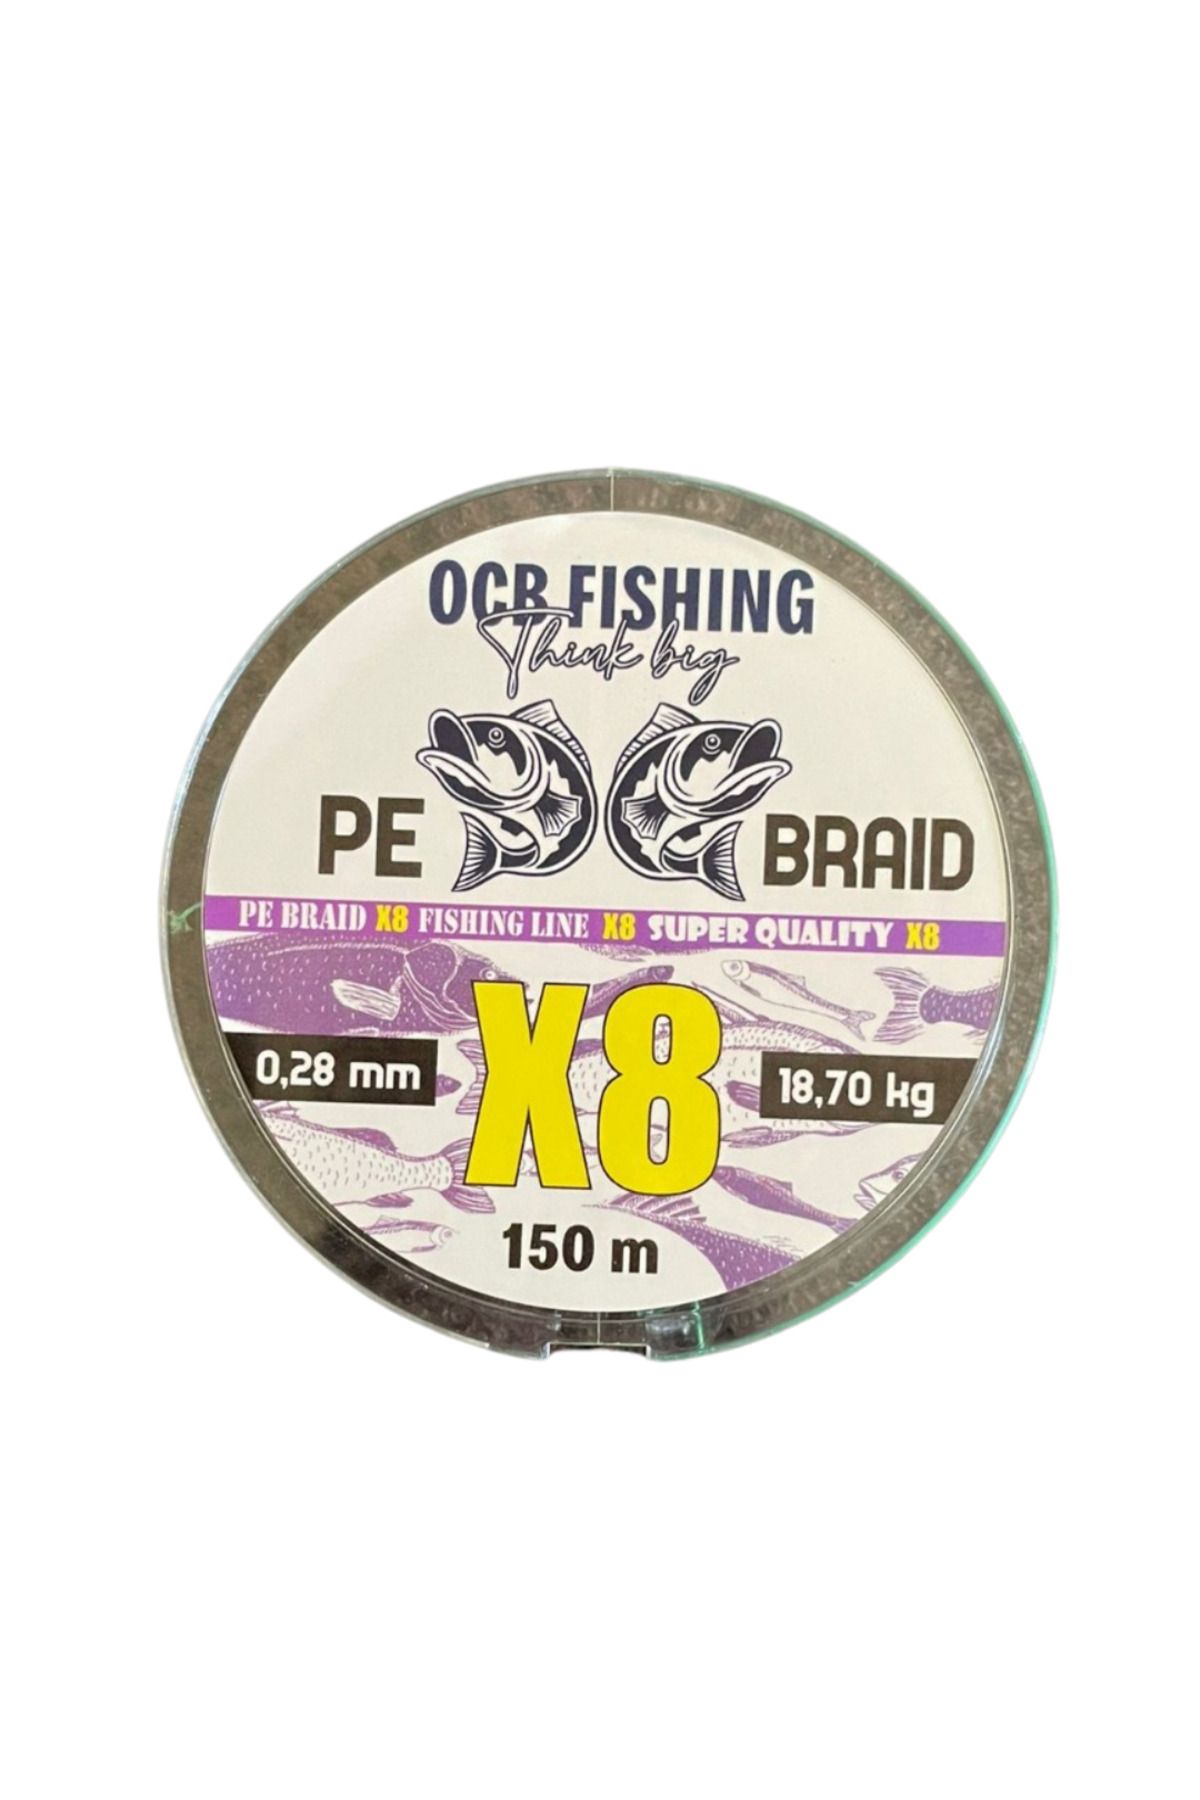 OCB FISHING
Think big
PE BRAID
PE BRAID X8 FISHING LINE X8 SUPER QUALITY X8
X8
0,28 mm
18,70 kg
150 m